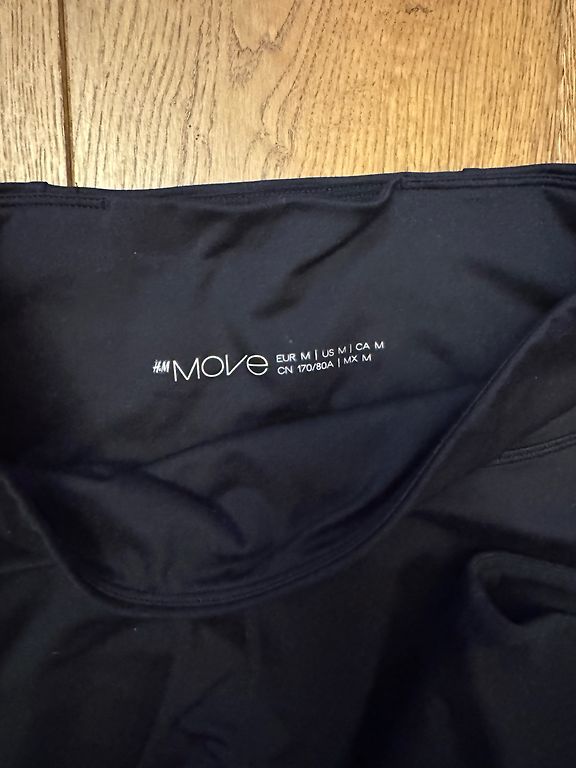 H&M MOVE
EUR M | US M | CA M
CN 170/80A | MX M